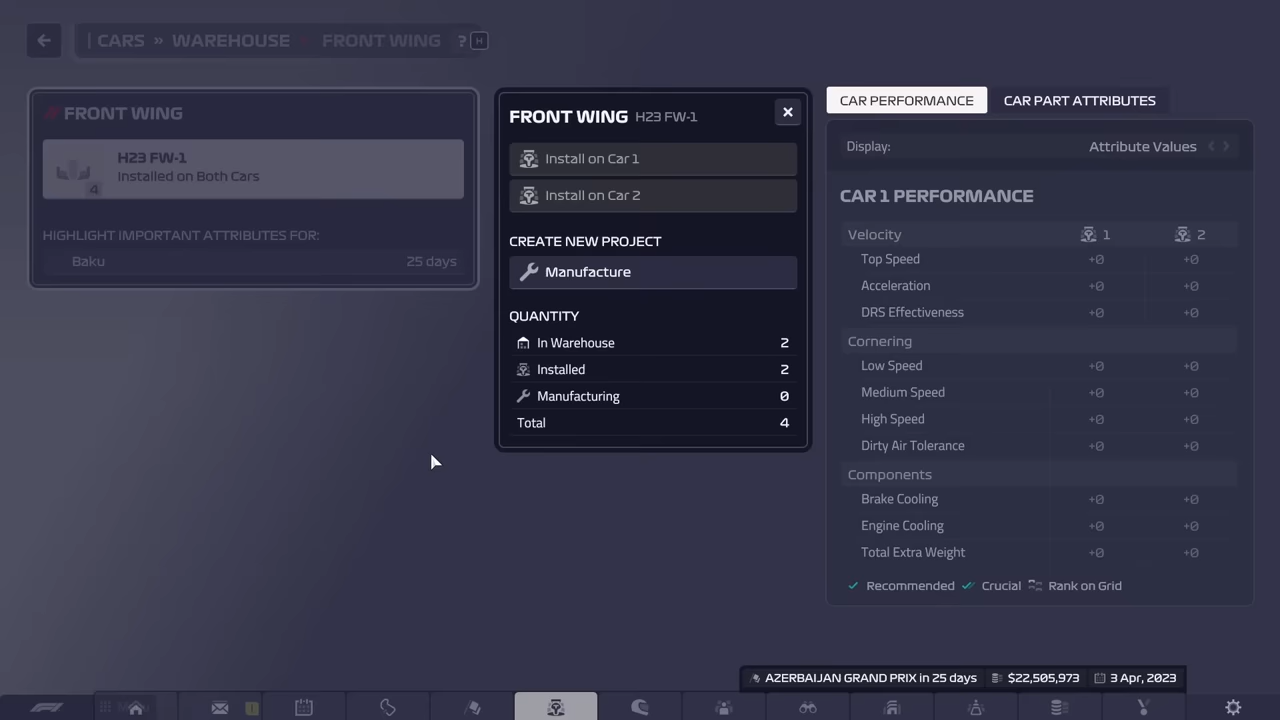 | CARS » WAREHOUSE » FRONT WING ? H
FRONT WING
H23 FW-1
Installed on Both Cars
4
HIGHLIGHT IMPORTANT ATTRIBUTES FOR:
Baku 25 days
FRONT WING H23 FW-1
Install on Car 1
Install on Car 2
CREATE NEW PROJECT
Manufacture
QUANTITY
In Warehouse 2
Installed 2
Manufacturing 0
Total 4
CAR PERFORMANCE CAR PART ATTRIBUTES
Display: Attribute Values
CAR 1 PERFORMANCE
Velocity 1 2
Top Speed +0 +0
Acceleration +0 +0
DRS Effectiveness +0 +0
Cornering
Low Speed +0 +0
Medium Speed +0 +0
High Speed +0 +0
Dirty Air Tolerance +0 +0
Components
Brake Cooling +0 +0
Engine Cooling +0 +0
Total Extra Weight +0 +0
Recommended Crucial Rank on Grid
AZERBAIJAN GRAND PRIX in 25 days $22,505,973 3 Apr, 2023